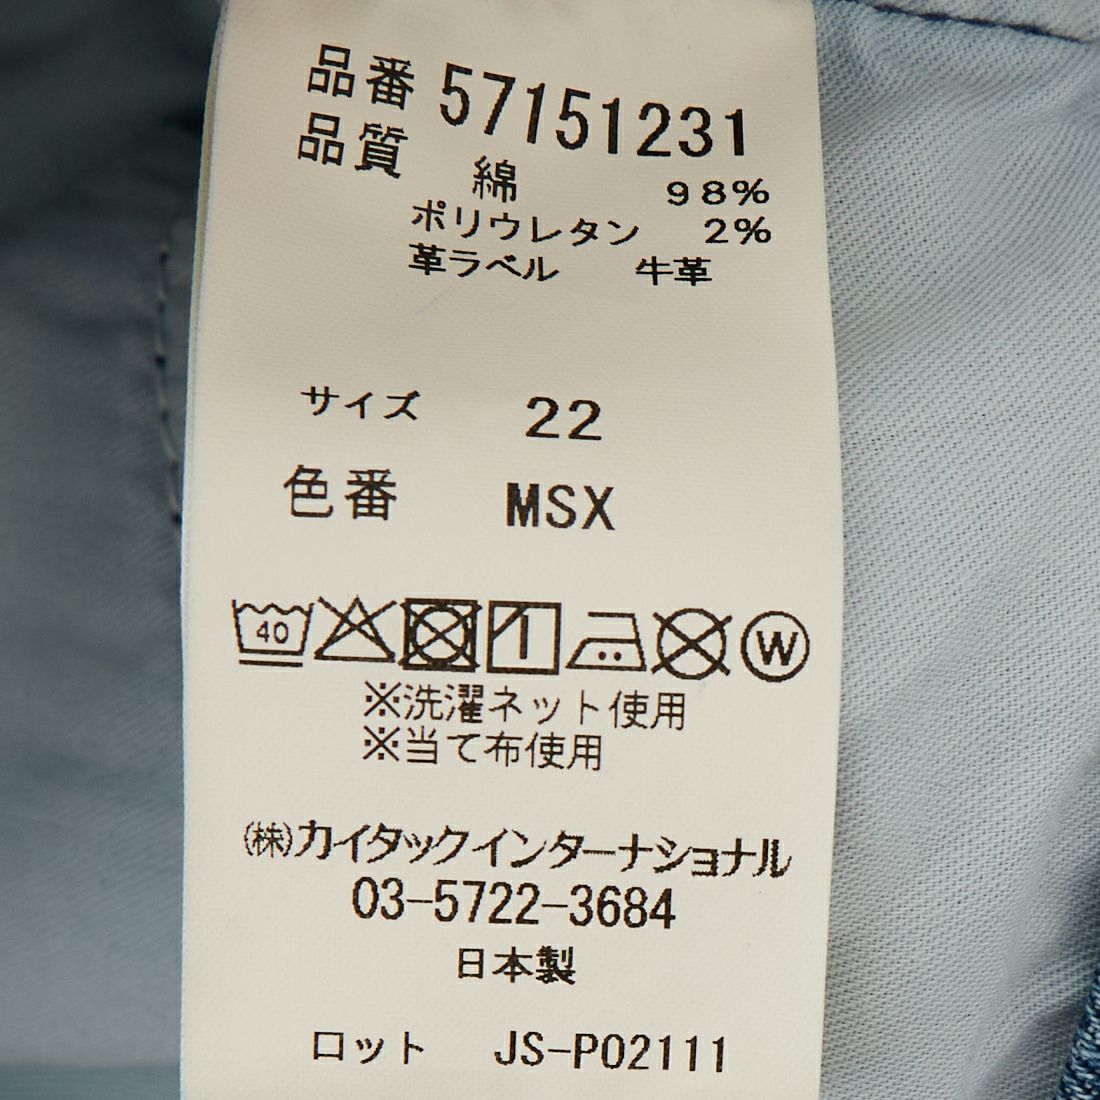 品番 57151231
品質 綿 98%
ポリウレタン 2%
革ラベル 牛革
サイズ 22
色番 MSX
40 W
※洗濯ネット使用
※当て布使用
㈱カイタックインターナショナル
03-5722-3684
日本製
ロット JS-P02111